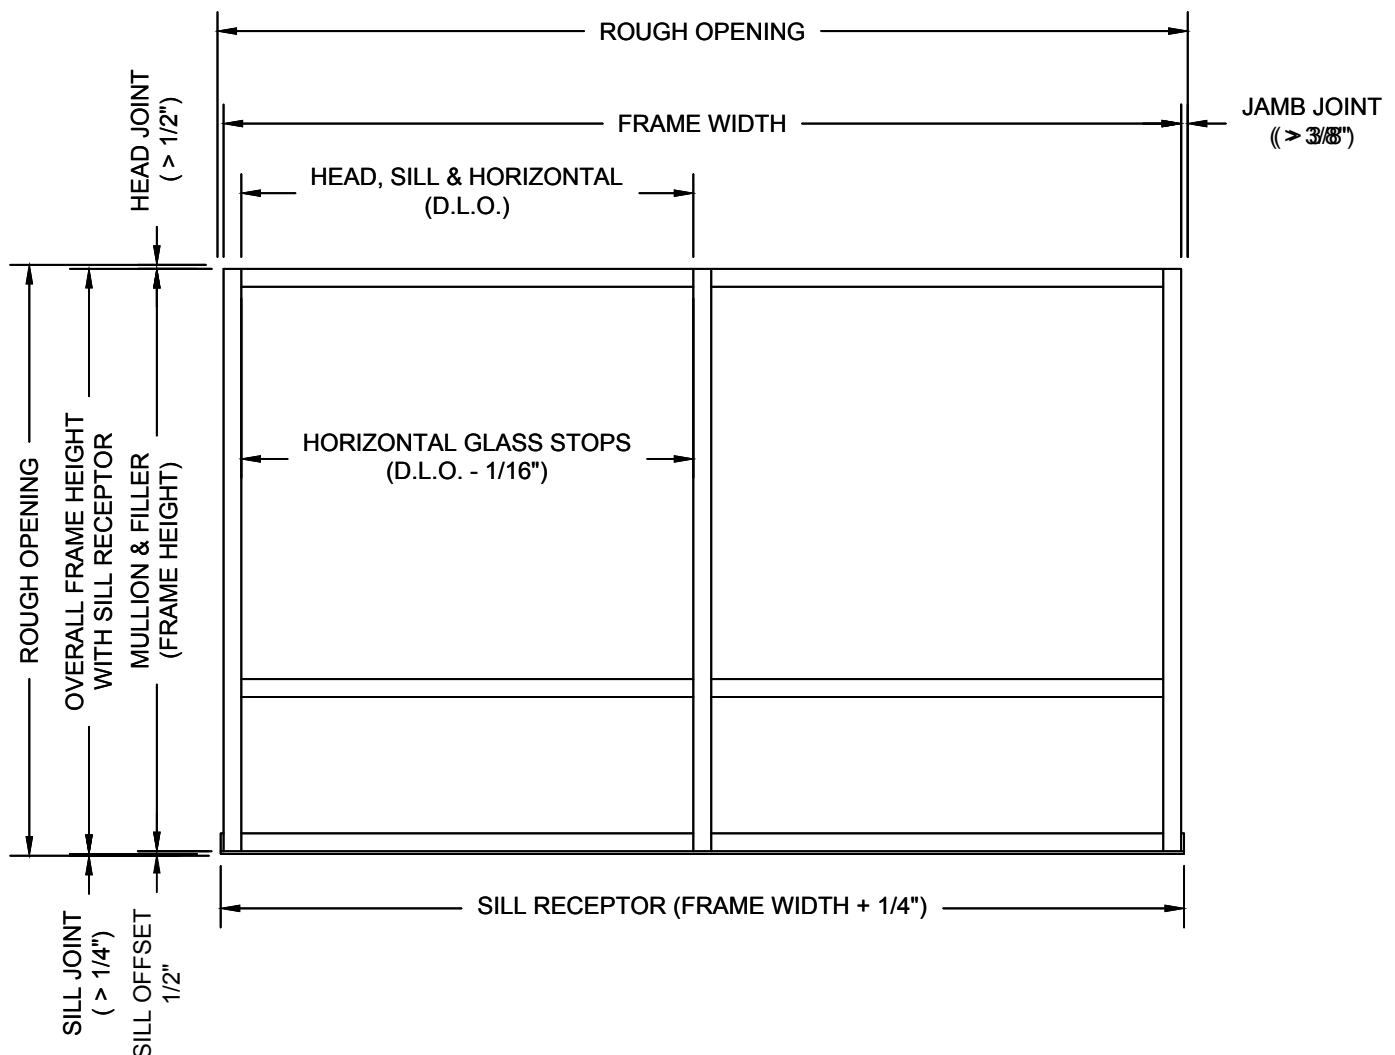 ROUGH OPENING
FRAME WIDTH
JAMB JOINT
( > 3/8")
HEAD JOINT
( > 1/2")
HEAD, SILL & HORIZONTAL
(D.L.O.)
HORIZONTAL GLASS STOPS
(D.L.O. - 1/16")
ROUGH OPENING
OVERALL FRAME HEIGHT
WITH SILL RECEPTOR
MULLION & FILLER
(FRAME HEIGHT)
SILL RECEPTOR (FRAME WIDTH + 1/4")
SILL JOINT
( > 1/4")
SILL OFFSET
1/2"